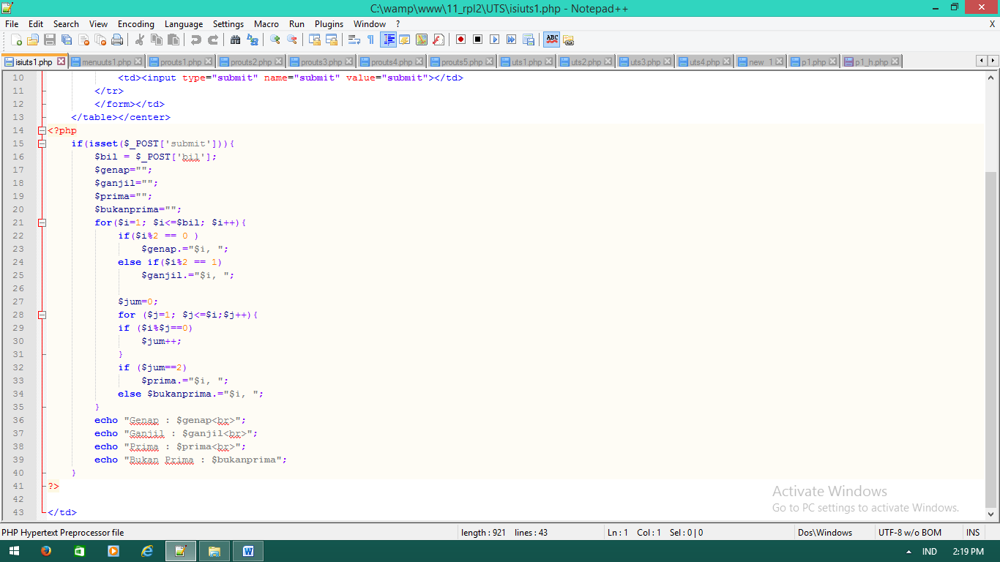 C:\wamp\www\11_rpl2\UTS\isiuts1.php - Notepad++
File Edit Search View Encoding Language Settings Macro Run Plugins Window ? X
isiuts1.php menuuts1.php prouts1.php prouts2.php prouts3.php prouts4.php prouts5.php uts1.php uts2.php uts3.php uts4.php new 1 p1.php p1_h.php
10 <td><input type="submit" name="submit" value="submit"></td>
11 </tr>
12 </form></td>
13 </table></center>
14 <?php
15 if(isset($_POST['submit'])){
16 $bil = $_POST['bil'];
17 $genap="";
18 $ganjil="";
19 $prima="";
20 $bukanprima="";
21 for($i=1; $i<=$bil; $i++){
22 if($i%2 == 0 )
23 $genap.="$i, ";
24 else if($i%2 == 1)
25 $ganjil.="$i, ";
26
27 $jum=0;
28 for ($j=1; $j<=$i;$j++){
29 if ($i%$j==0)
30 $jum++;
31 }
32 if ($jum==2)
33 $prima.="$i, ";
34 else $bukanprima.="$i, ";
35 }
36 echo "Genap : $genap<br>";
37 echo "Ganjil : $ganjil<br>";
38 echo "Prima : $prima<br>";
39 echo "Bukan Prima : $bukanprima";
40 }
41 ?>
42
43 </td>
Activate Windows
Go to PC settings to activate Windows.
PHP Hypertext Preprocessor file length : 921 lines : 43 Ln : 1 Col : 1 Sel : 0 | 0 Dos\Windows UTF-8 w/o BOM INS
IND 2:19 PM